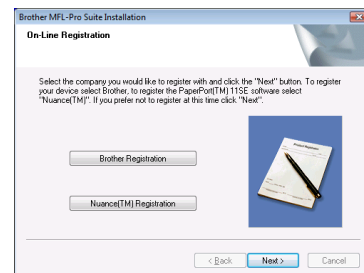 Brother MFL-Pro Suite Installation
On-Line Registration
Select the company you would like to register with and click the "Next" button. To register
your device select Brother, to register the PaperPort(TM) 11SE software select
"Nuance(TM)". If you prefer not to register at this time click "Next".
Brother Registration
Nuance(TM) Registration
< Back
Next >
Cancel